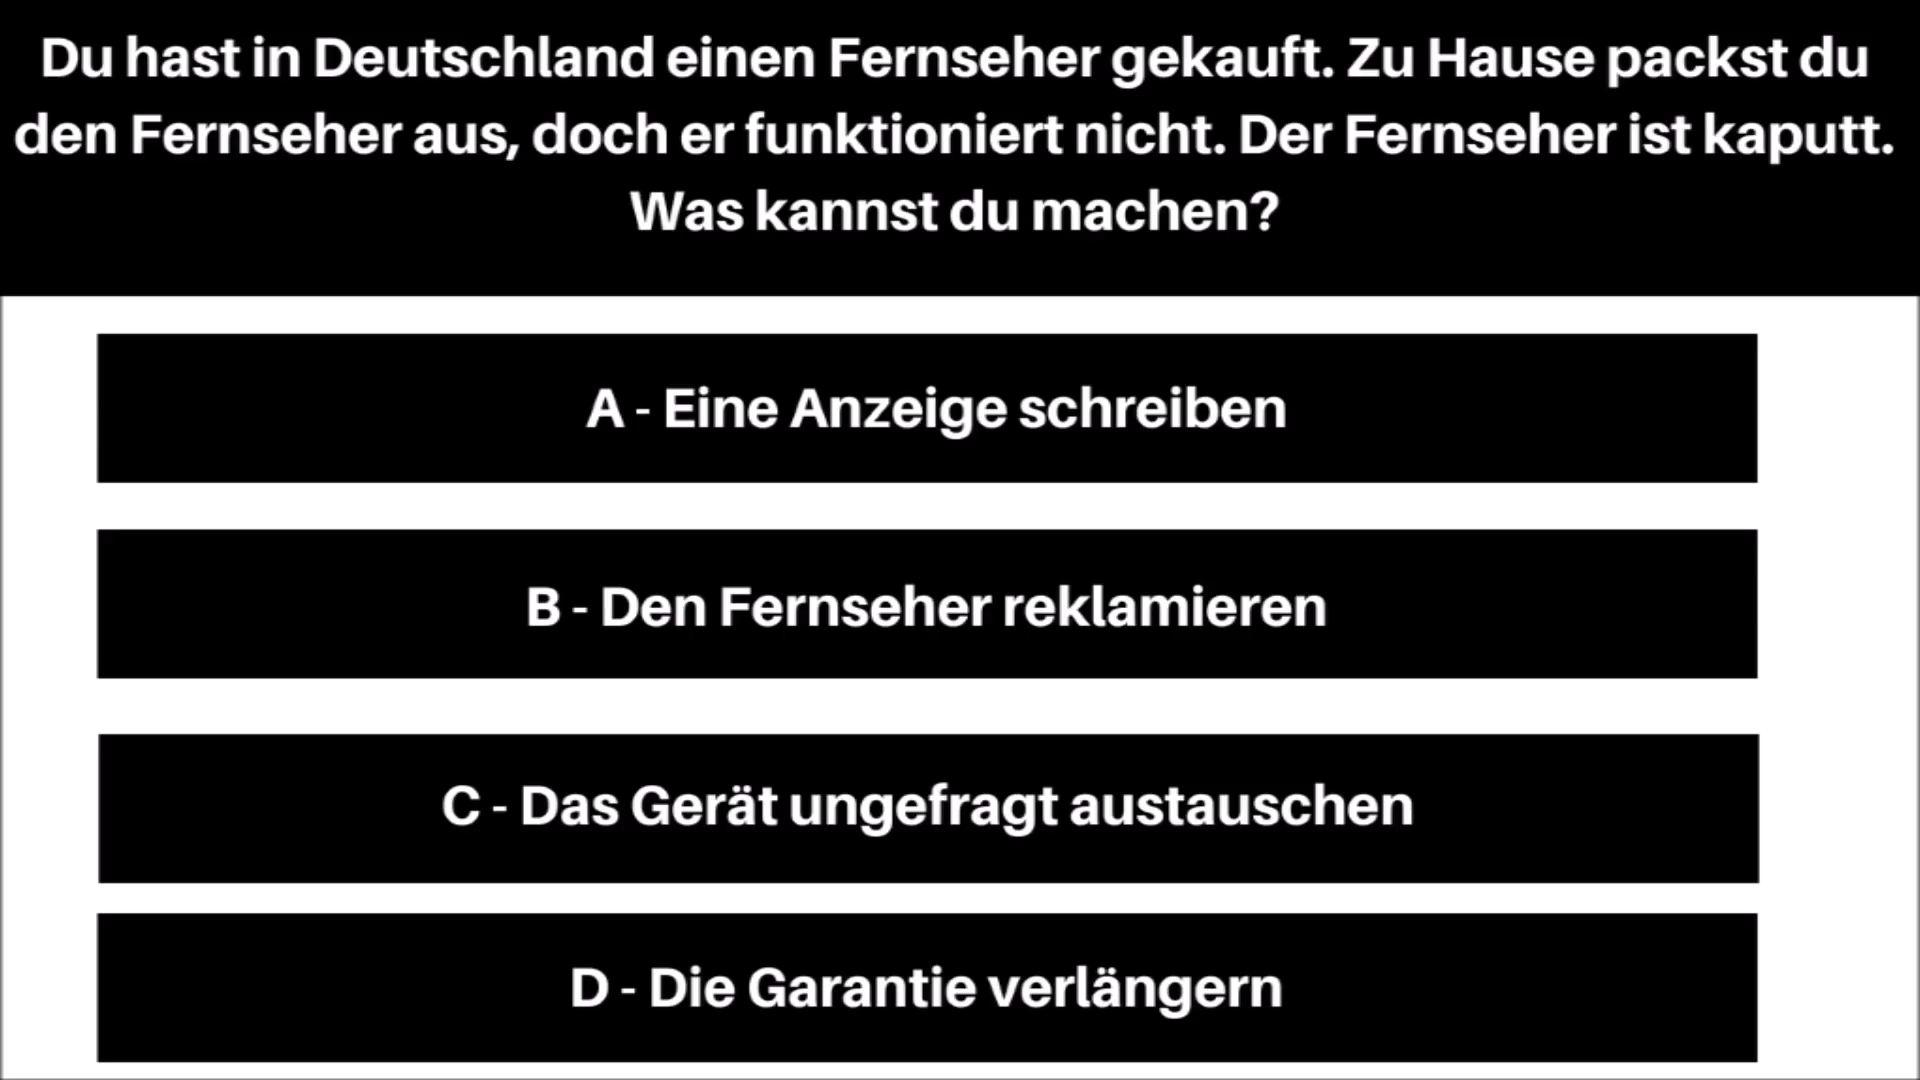 Du hast in Deutschland einen Fernseher gekauft. Zu Hause packst du
den Fernseher aus, doch er funktioniert nicht. Der Fernseher ist kaputt.
Was kannst du machen?
A - Eine Anzeige schreiben
B - Den Fernseher reklamieren
C - Das Gerät ungefragt austauschen
D - Die Garantie verlängern